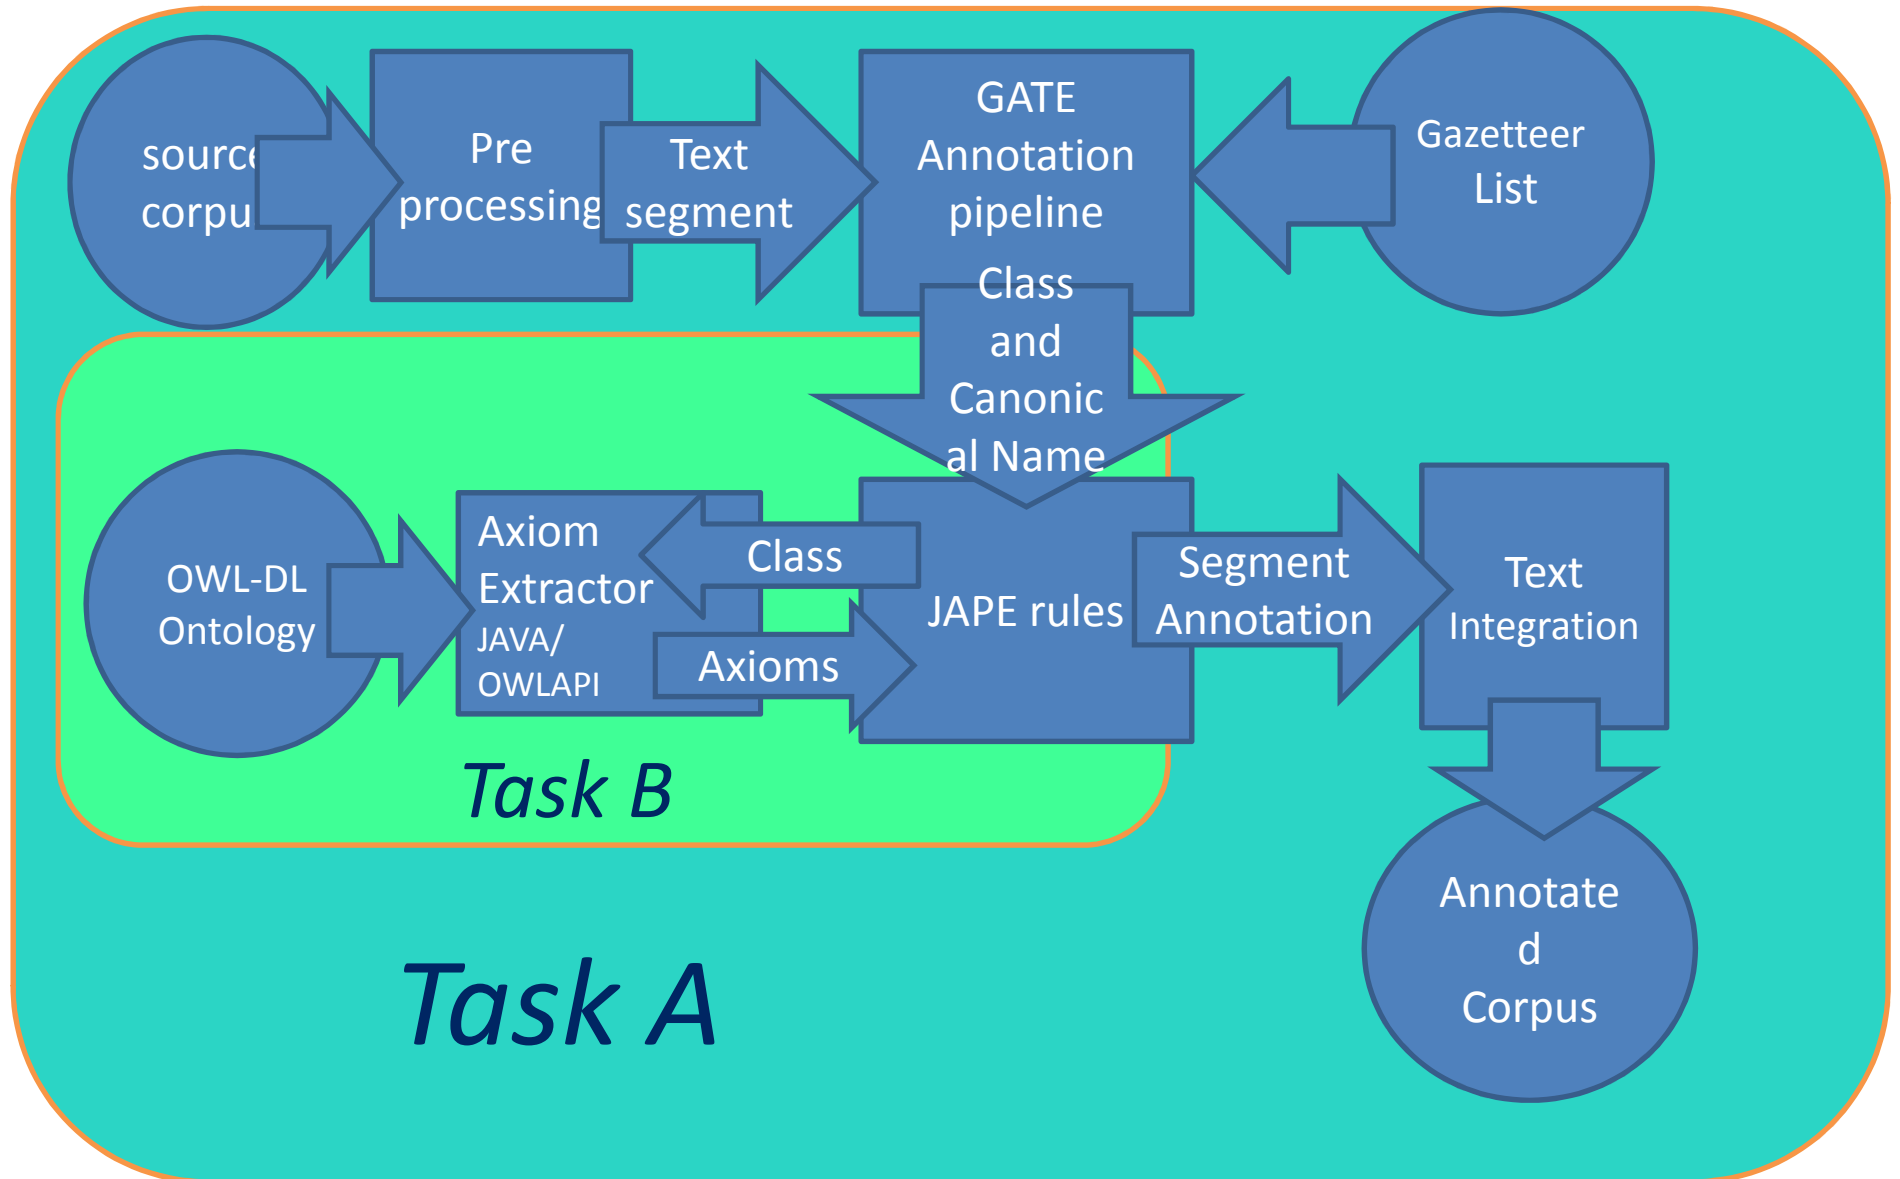 source
corpu
Pre
processing
Text
segment
GATE
Annotation
pipeline
Gazetteer
List
Class
and
Canonic
al Name
OWL-DL
Ontology
Axiom
Extractor
JAVA/
OWLAPI
Class
Axioms
JAPE rules
Segment
Annotation
Text
Integration
Task B
Annotate
d
Corpus
Task A